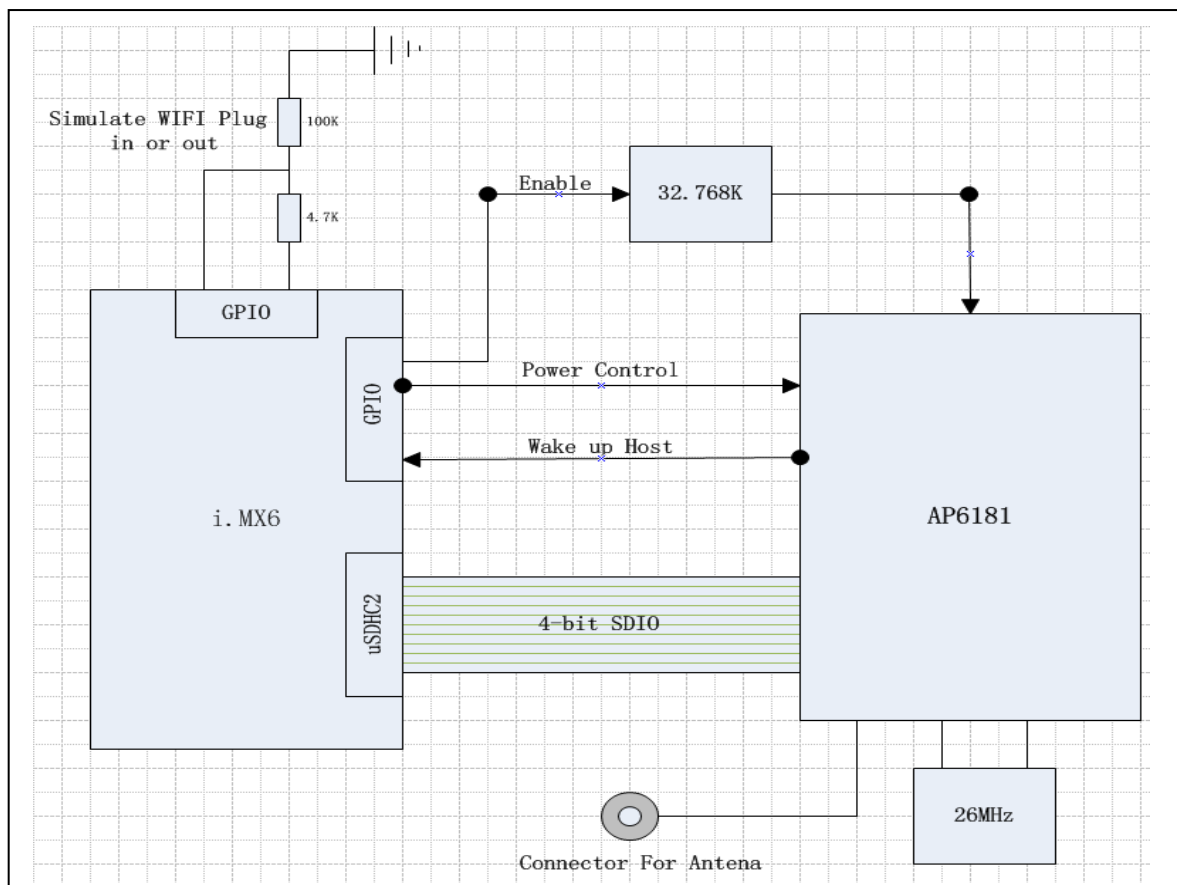 Simulate WIFI Plug
in or out
100K
4.7K
Enable
32.768K
GPIO
GPIO
Power Control
Wake up Host
i.MX6
AP6181
uSDHC2
4-bit SDIO
26MHz
Connector For Antena